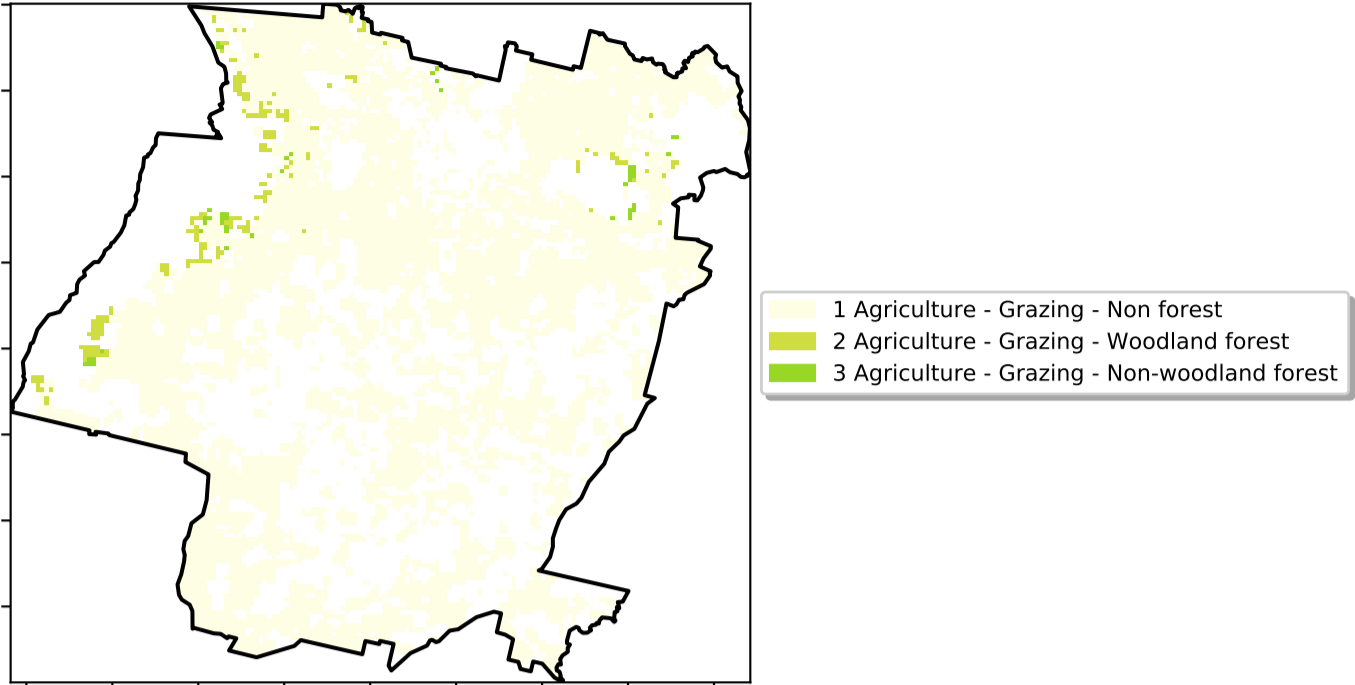 1 Agriculture - Grazing - Non forest
2 Agriculture - Grazing - Woodland forest
3 Agriculture - Grazing - Non-woodland forest